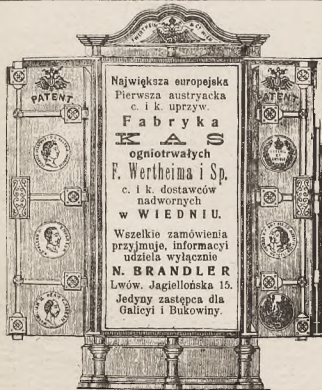 PATENT
PATENT
Największa europejska
Pierwsza austryacka
c. i k. uprzyw.
Fabryka
KAS
ogniotrwałych
F. Wertheima i Sp.
c. i k. dostawców
nadwornych
w WIEDNIU.
Wszelkie zamówienia
przyjmuje, informacyi
udziela wyłącznie
N. BRANDLER
Lwów, Jagiellońska 15.
Jedyny zastępca dla
Galicyi i Bukowiny.